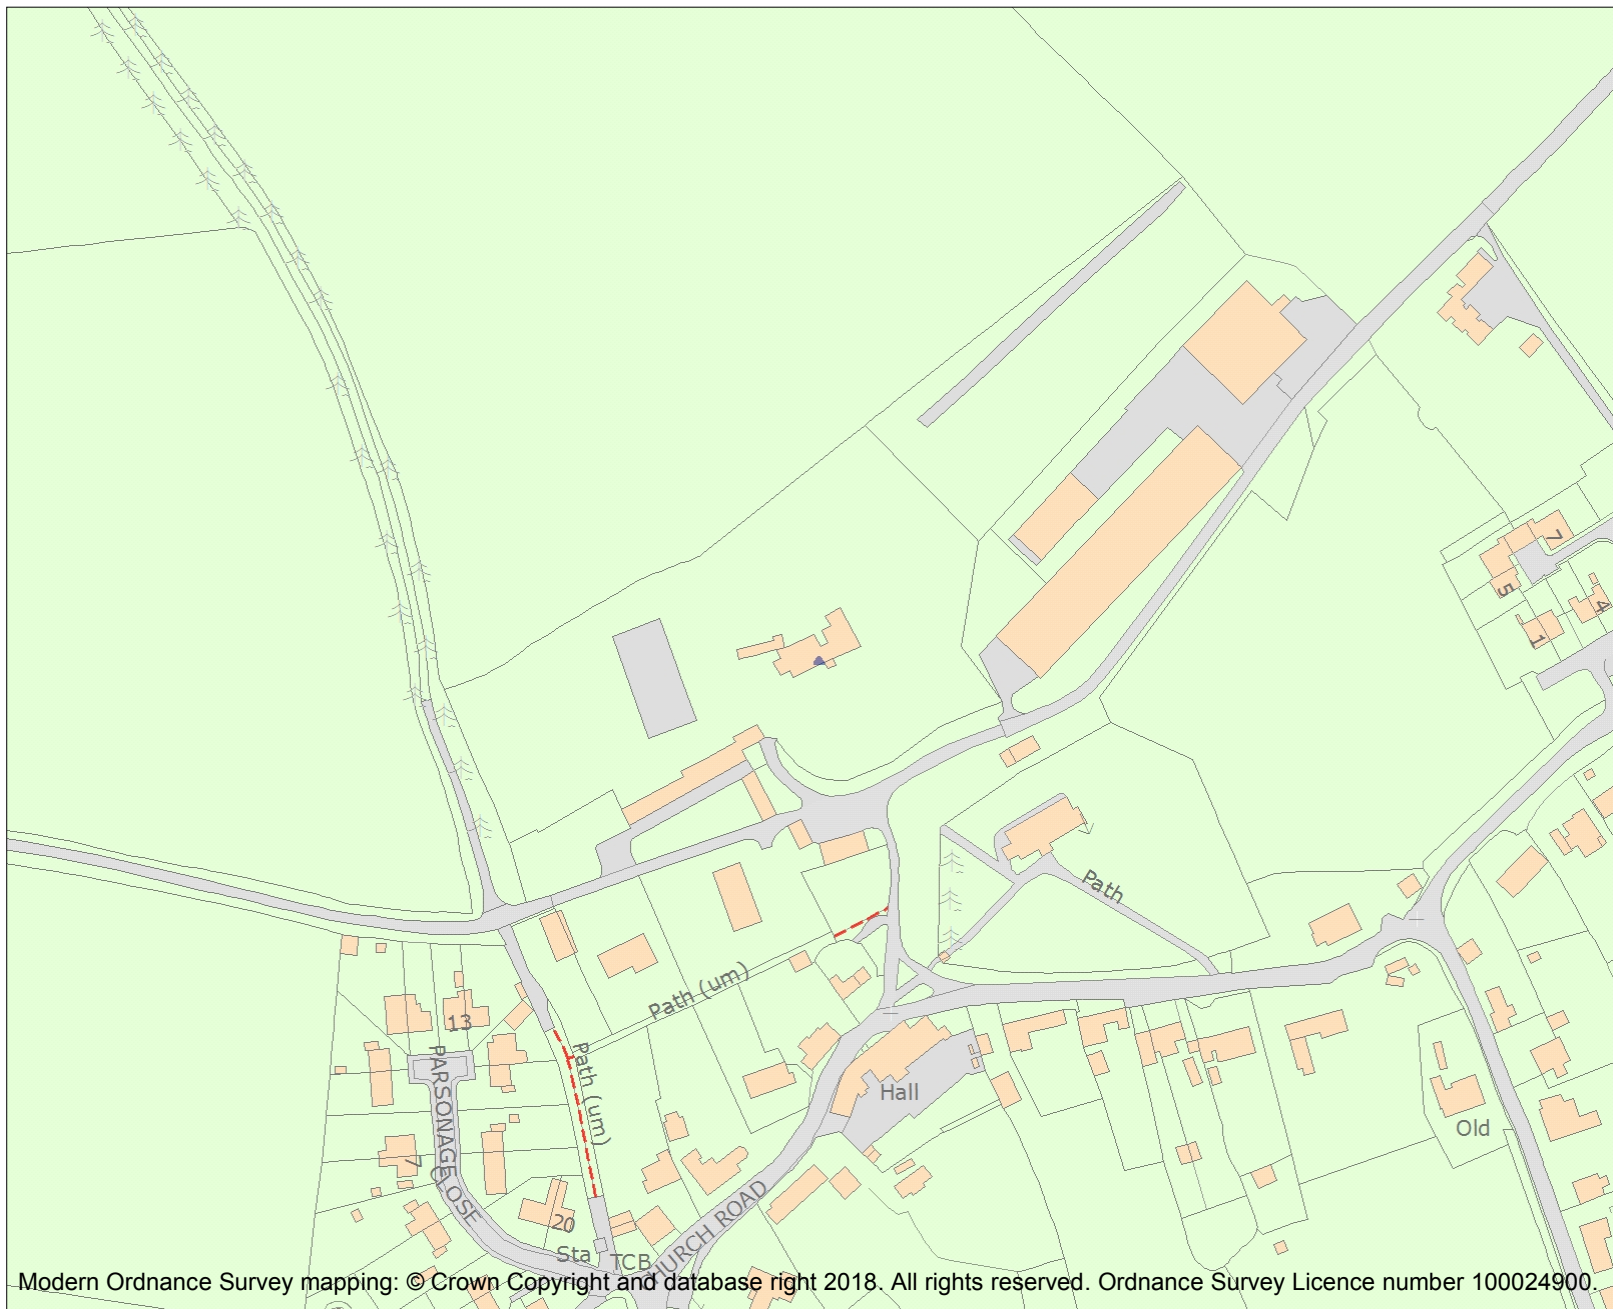 7
5
4
1
Path
Path (um)
13
Path (um)
PARSONAGE CLOSE
Hall
Old
7
20
Sta
TCB
CHURCH ROAD
Modern Ordnance Survey mapping: © Crown Copyright and database right 2018. All rights reserved. Ordnance Survey Licence number 100024900.